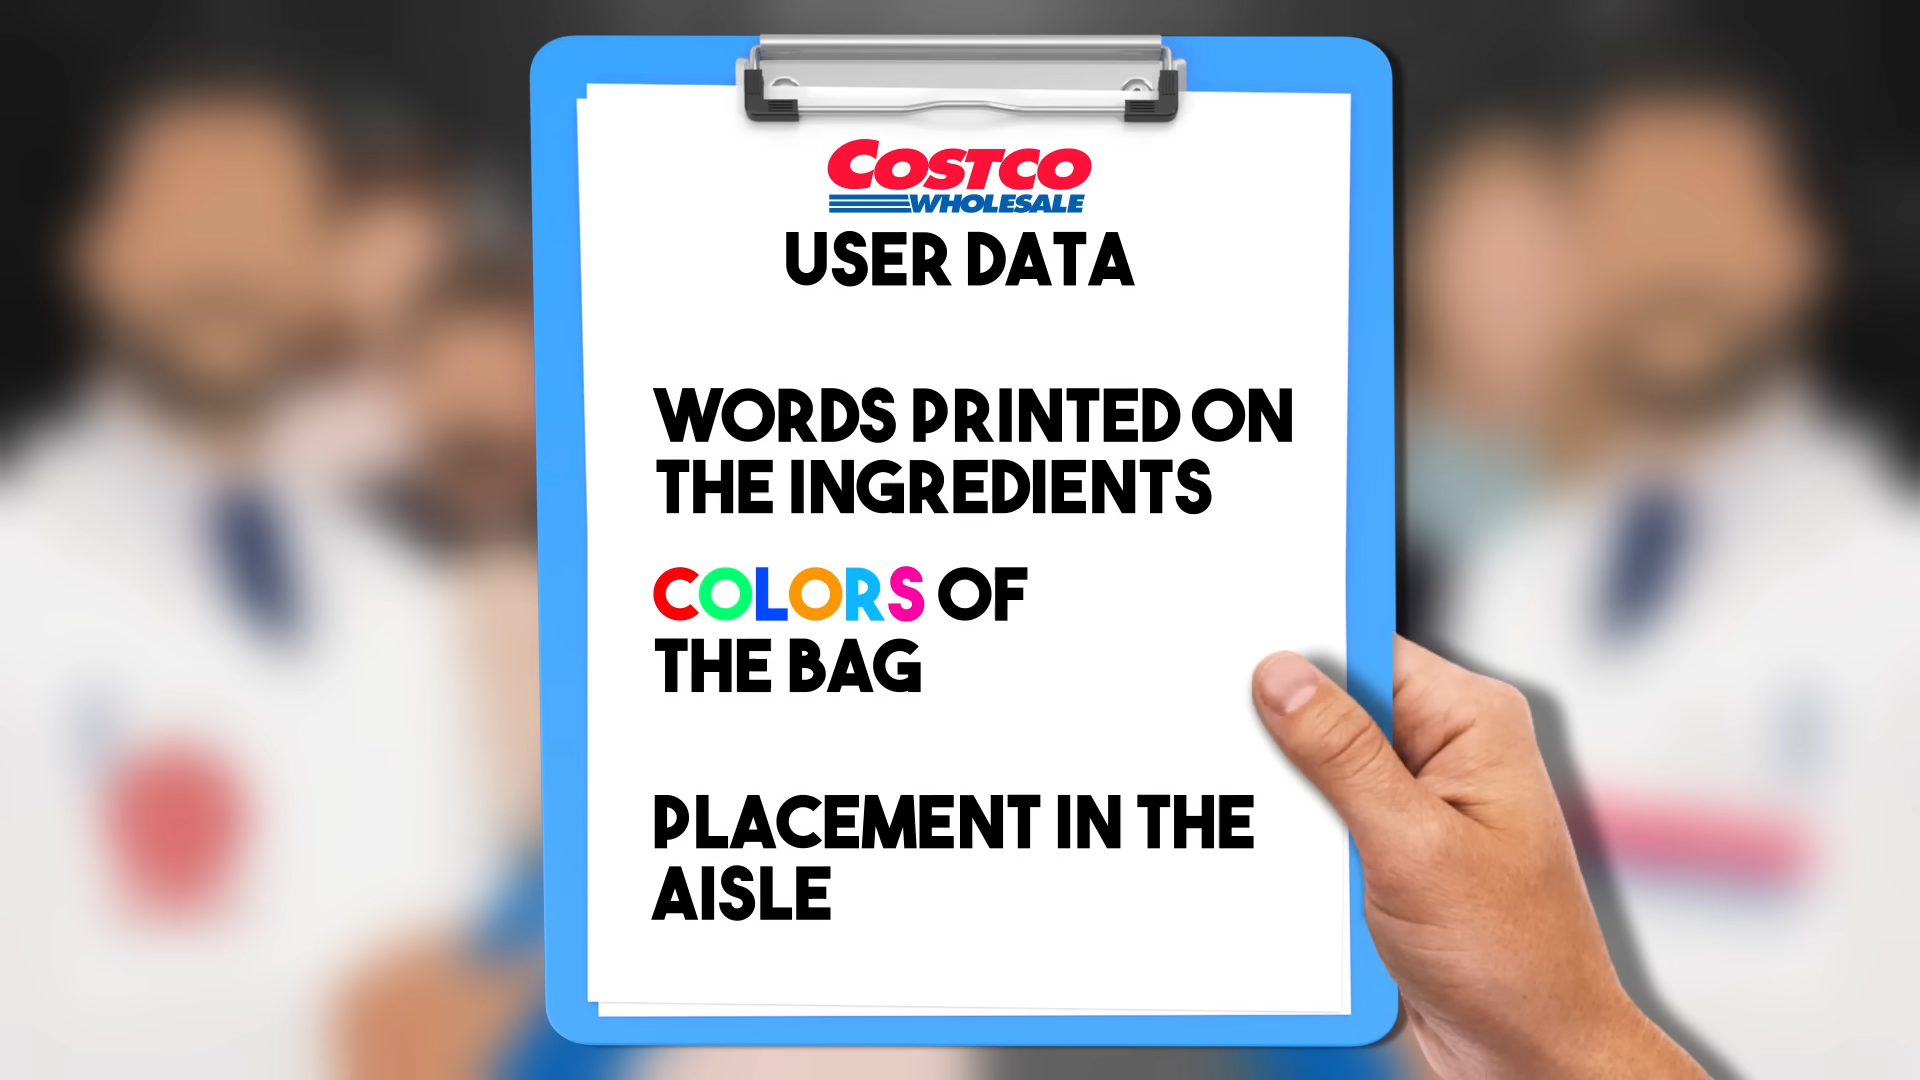 COSTCO
WHOLESALE
USER DATA
WORDS PRINTED ON
THE INGREDIENTS
COLORS OF
THE BAG
PLACEMENT IN THE
AISLE